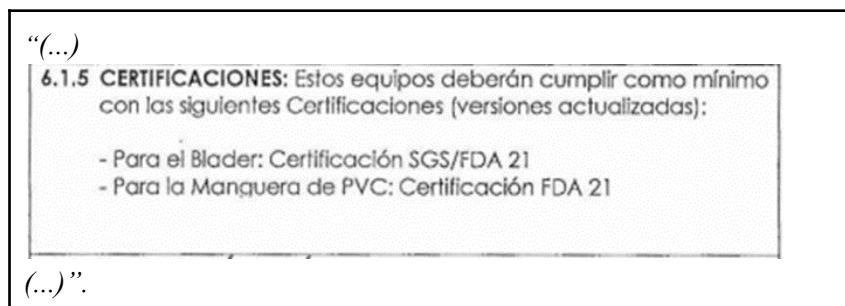 “(...)
6.1.5 CERTIFICACIONES: Estos equipos deberán cumplir como mínimo
con las siguientes Certificaciones (versiones actualizadas):
- Para el Blader: Certificación SGS/FDA 21
- Para la Manguera de PVC: Certificación FDA 21
(...)”.